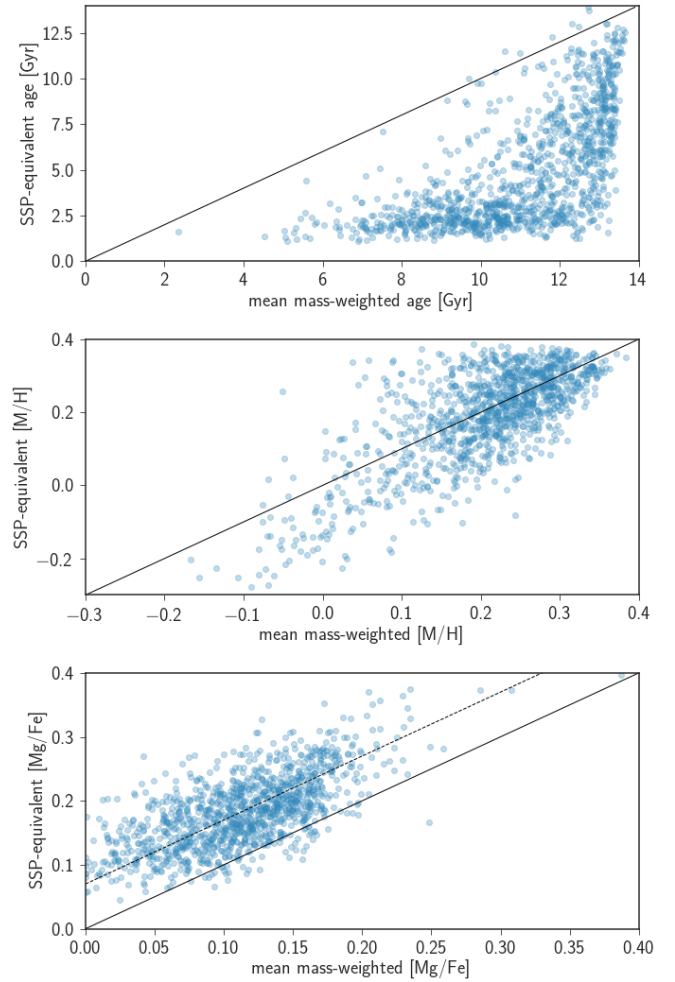 12.5
10.0
7.5
5.0
2.5
0.0
SSP-equivalent age [Gyr]
0 2 4 6 8 10 12 14
mean mass-weighted age [Gyr]
0.4
0.2
0.0
−0.2
SSP-equivalent [M/H]
−0.3 −0.2 −0.1 0.0 0.1 0.2 0.3 0.4
mean mass-weighted [M/H]
0.4
0.3
0.2
0.1
0.0
SSP-equivalent [Mg/Fe]
0.00 0.05 0.10 0.15 0.20 0.25 0.30 0.35 0.40
mean mass-weighted [Mg/Fe]